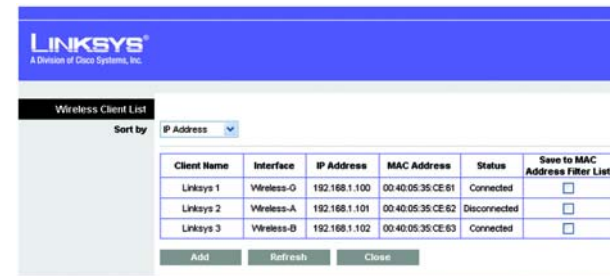 LINKSYS®
A Division of Cisco Systems, Inc.
Wireless Client List
Sort by IP Address
Client Name Interface IP Address MAC Address Status Save to MAC Address Filter List
Linksys 1 Wireless-G 192.168.1.100 00:40:05:35:CE:61 Connected
Linksys 2 Wireless-A 192.168.1.101 00:40:05:35:CE:62 Disconnected
Linksys 3 Wireless-B 192.168.1.102 00:40:05:35:CE:63 Connected
Add Refresh Close